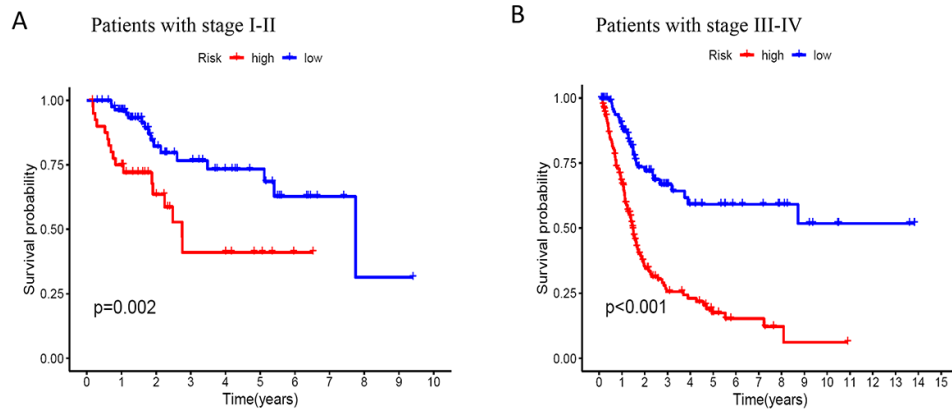 A
Patients with stage I-II
Risk high low
1.00
0.75
0.50
0.25
0.00
Survival probability
p=0.002
0 1 2 3 4 5 6 7 8 9 10
Time(years)
B
Patients with stage III-IV
Risk high low
1.00
0.75
0.50
0.25
0.00
Survival probability
p<0.001
0 1 2 3 4 5 6 7 8 9 10 11 12 13 14 15
Time(years)